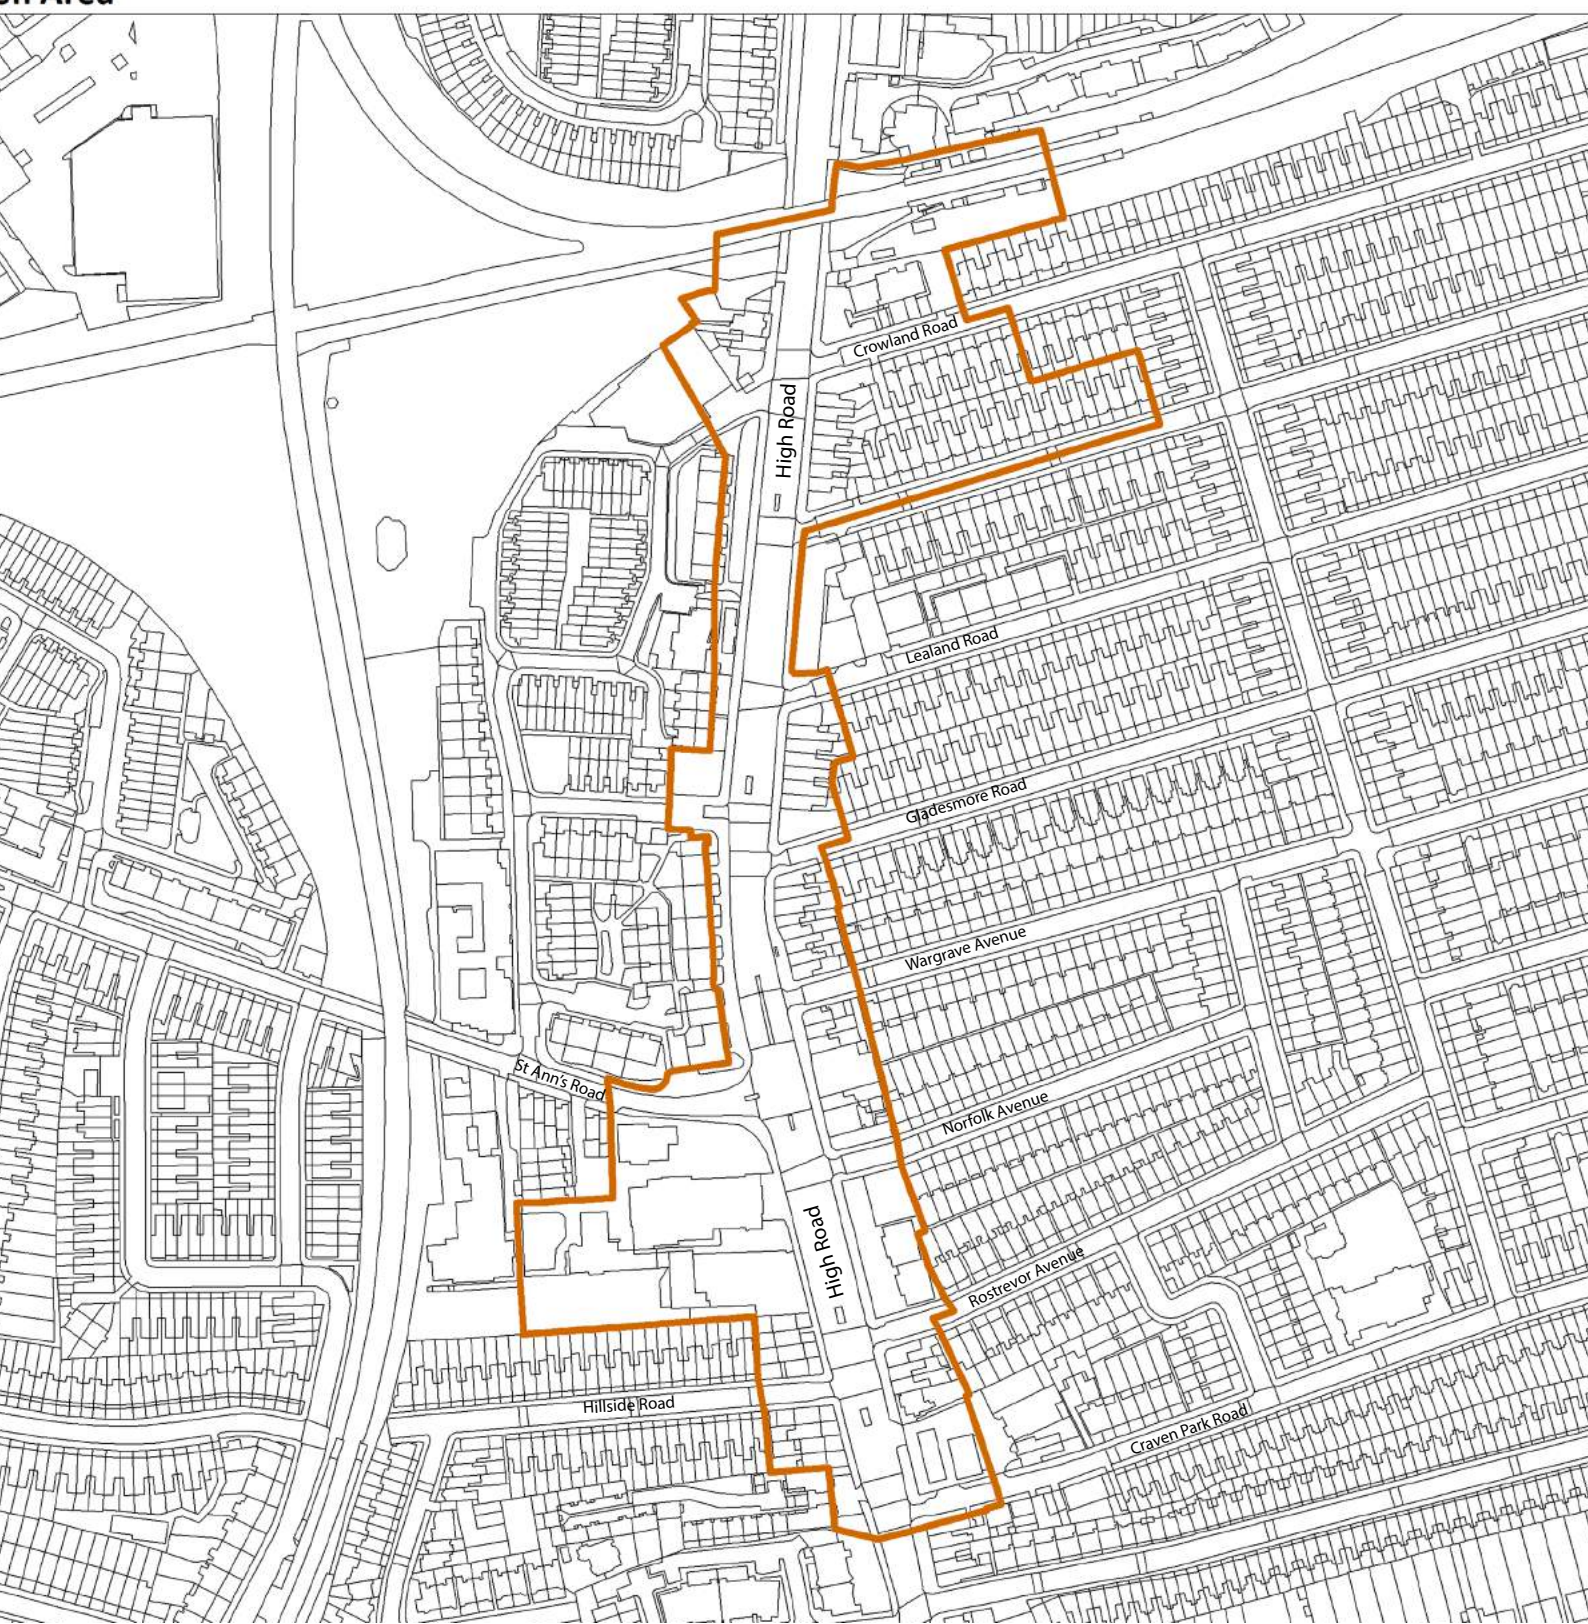 Area
Crowland Road
High Road
Lealand Road
Gladesmore Road
Wargrave Avenue
St Ann's Road
Norfolk Avenue
High Road
Rostrevor Avenue
Hillside Road
Craven Park Road